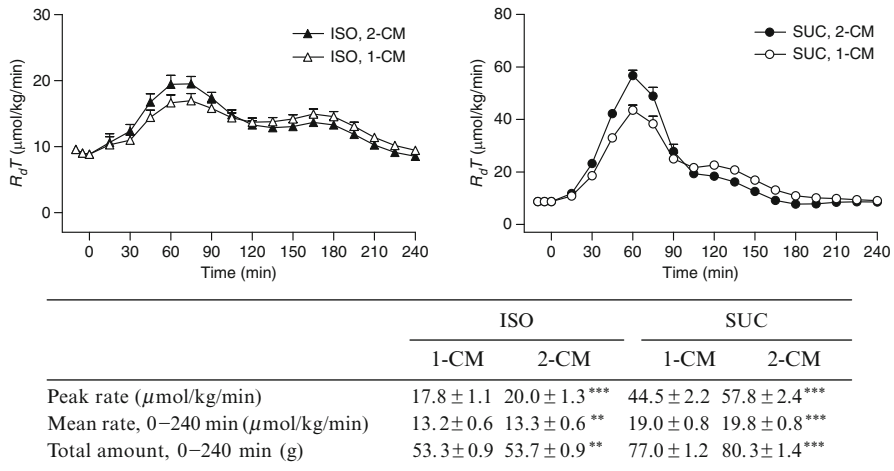 30
20
10
0
R_dT (μmol/kg/min)
ISO, 2-CM
ISO, 1-CM
0 30 60 90 120 150 180 210 240
Time (min)
80
60
40
20
0
R_dT (μmol/kg/min)
SUC, 2-CM
SUC, 1-CM
0 30 60 90 120 150 180 210 240
Time (min)
ISO SUC
1-CM 2-CM 1-CM 2-CM
Peak rate (μmol/kg/min) 17.8 ± 1.1 20.0 ± 1.3 *** 44.5 ± 2.2 57.8 ± 2.4 ***
Mean rate, 0−240 min (μmol/kg/min) 13.2 ± 0.6 13.3 ± 0.6 ** 19.0 ± 0.8 19.8 ± 0.8 ***
Total amount, 0−240 min (g) 53.3 ± 0.9 53.7 ± 0.9 ** 77.0 ± 1.2 80.3 ± 1.4 ***